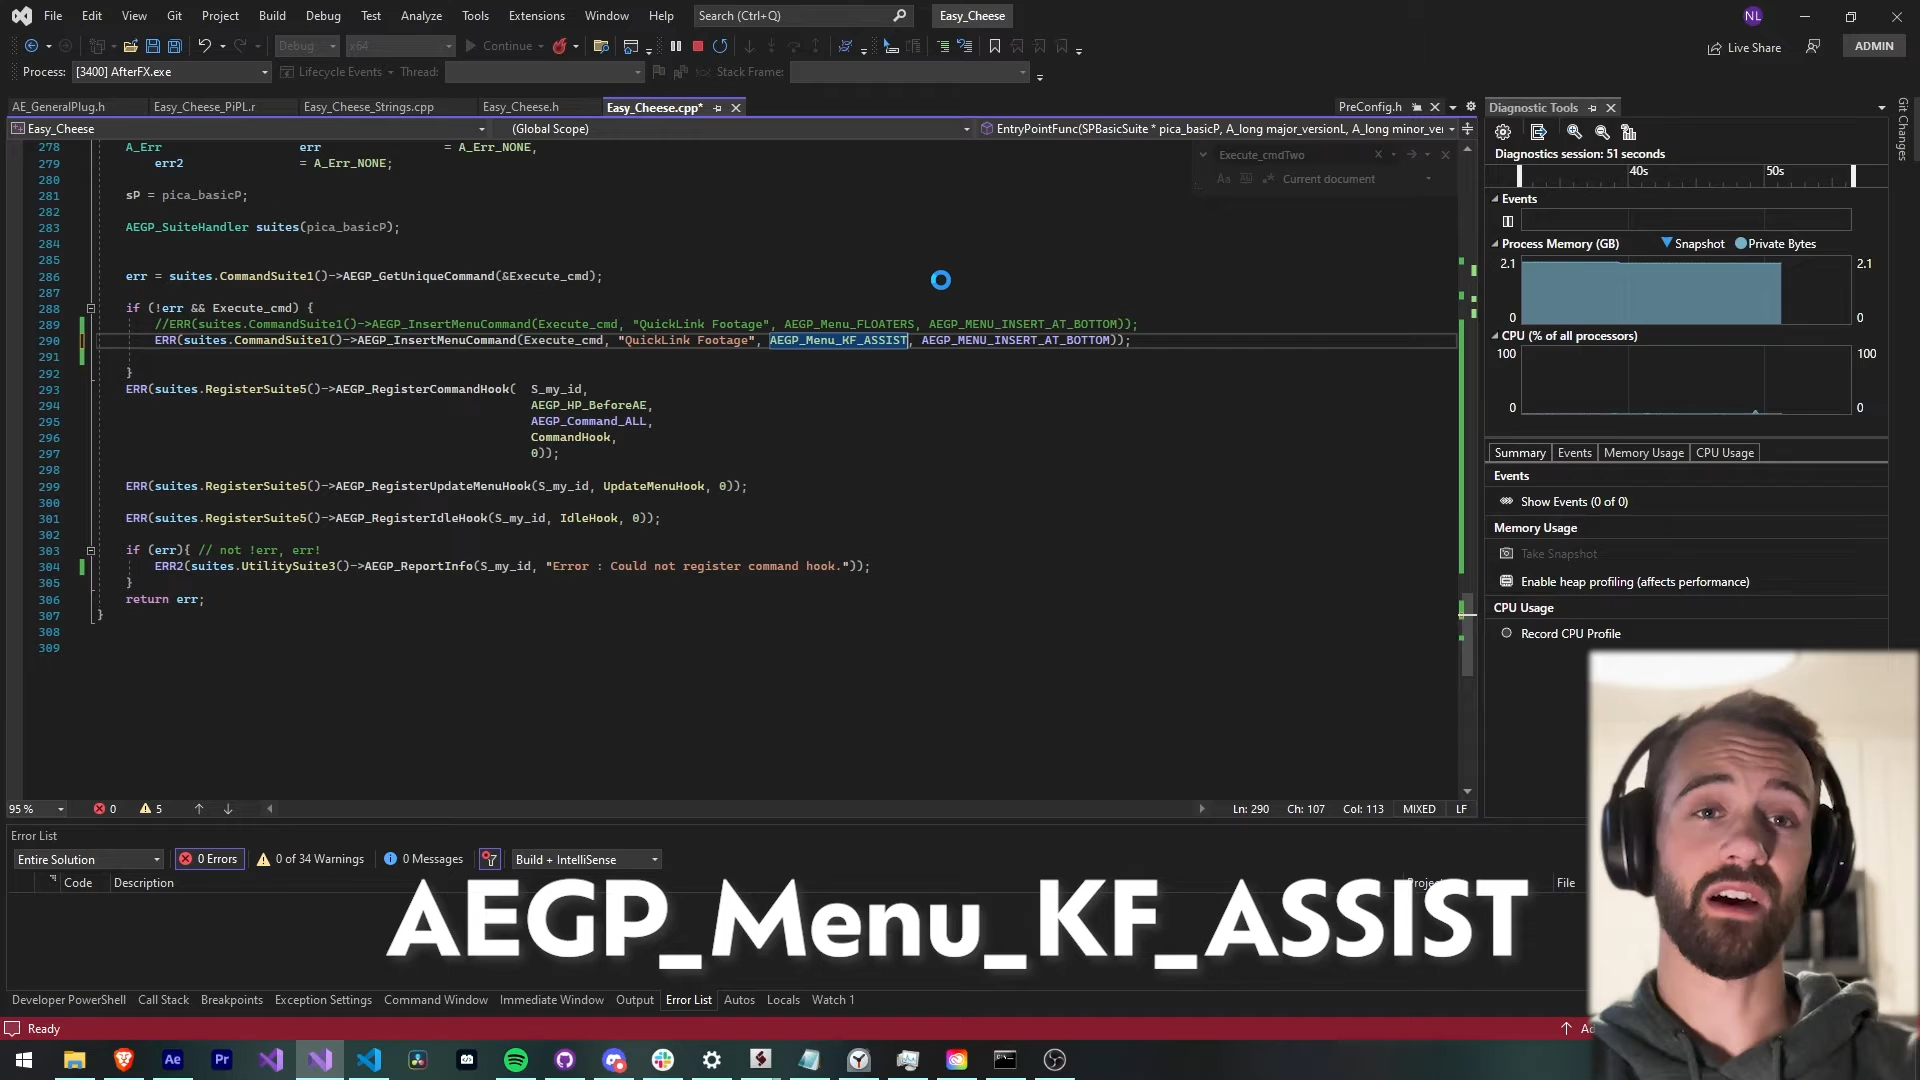 File Edit View Git Project Build Debug Test Analyze Tools Extensions Window Help Search (Ctrl+Q) Easy_Cheese NL
Debug x64 Continue Live Share ADMIN
Process: [3400] AfterFX.exe Lifecycle Events Thread: Stack Frame:
AE_GeneralPlug.h Easy_Cheese_PiPL.r Easy_Cheese_Strings.cpp Easy_Cheese.h Easy_Cheese.cpp* PreConfig.h
Easy_Cheese (Global Scope) EntryPointFunc(SPBasicSuite * pica_basicP, A_long major_versionL, A_long minor_ver
Execute_cmdTwo
Current document
278 A_Err err = A_Err_NONE,
279 err2 = A_Err_NONE;
280
281 sP = pica_basicP;
282
283 AEGP_SuiteHandler suites(pica_basicP);
284
285
286 err = suites.CommandSuite1()->AEGP_GetUniqueCommand(&Execute_cmd);
287
288 if (!err && Execute_cmd) {
289 //ERR(suites.CommandSuite1()->AEGP_InsertMenuCommand(Execute_cmd, "QuickLink Footage", AEGP_Menu_FLOATERS, AEGP_MENU_INSERT_AT_BOTTOM));
290 ERR(suites.CommandSuite1()->AEGP_InsertMenuCommand(Execute_cmd, "QuickLink Footage", AEGP_Menu_KF_ASSIST, AEGP_MENU_INSERT_AT_BOTTOM));
291
292 }
293 ERR(suites.RegisterSuite5()->AEGP_RegisterCommandHook( S_my_id,
294 AEGP_HP_BeforeAE,
295 AEGP_Command_ALL,
296 CommandHook,
297 0));
298
299 ERR(suites.RegisterSuite5()->AEGP_RegisterUpdateMenuHook(S_my_id, UpdateMenuHook, 0));
300
301 ERR(suites.RegisterSuite5()->AEGP_RegisterIdleHook(S_my_id, IdleHook, 0));
302
303 if (err){ // not !err, err!
304 ERR2(suites.UtilitySuite3()->AEGP_ReportInfo(S_my_id, "Error : Could not register command hook."));
305 }
306 return err;
307 }
308
309
95 % 0 5 Ln: 290 Ch: 107 Col: 113 MIXED LF
Diagnostic Tools
Diagnostics session: 51 seconds
40s 50s
Events
Process Memory (GB) Snapshot Private Bytes
2.1 2.1
0 0
CPU (% of all processors)
100 100
0 0
Summary Events Memory Usage CPU Usage
Events
Show Events (0 of 0)
Memory Usage
Take Snapshot
Enable heap profiling (affects performance)
CPU Usage
Record CPU Profile
Git Changes
Error List
Entire Solution 0 Errors 0 of 34 Warnings 0 Messages Build + IntelliSense
Code Description File
AEGP_Menu_KF_ASSIST
Developer PowerShell Call Stack Breakpoints Exception Settings Command Window Immediate Window Output Error List Autos Locals Watch 1
Ready
Ae Pr